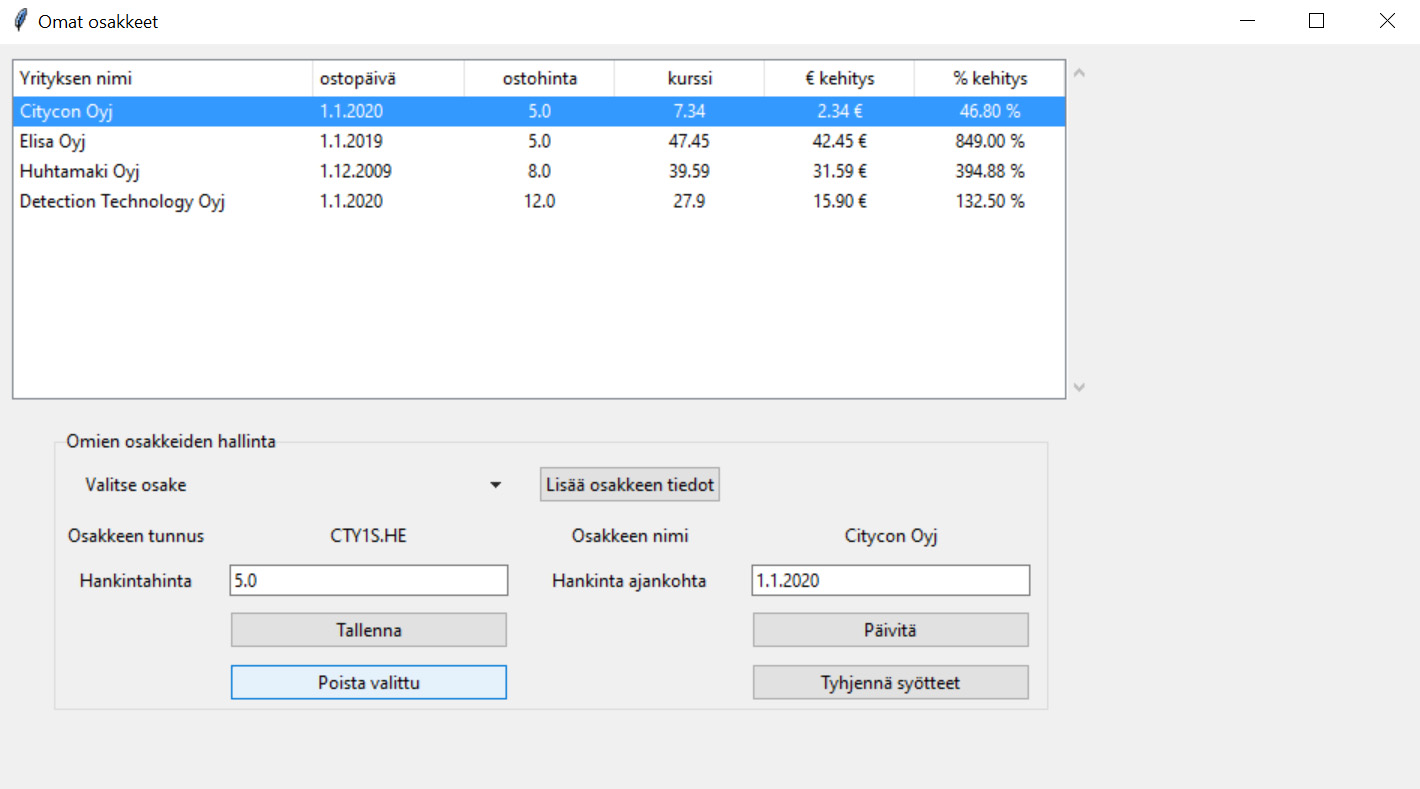 Omat osakkeet
Yrityksen nimi ostopäivä ostohinta kurssi € kehitys % kehitys
Citycon Oyj 1.1.2020 5.0 7.34 2.34 € 46.80 %
Elisa Oyj 1.1.2019 5.0 47.45 42.45 € 849.00 %
Huhtamaki Oyj 1.12.2009 8.0 39.59 31.59 € 394.88 %
Detection Technology Oyj 1.1.2020 12.0 27.9 15.90 € 132.50 %
Omien osakkeiden hallinta
Valitse osake Lisää osakkeen tiedot
Osakkeen tunnus CTY1S.HE Osakkeen nimi Citycon Oyj
Hankintahinta 5.0 Hankinta ajankohta 1.1.2020
Tallenna Päivitä
Poista valittu Tyhjennä syötteet